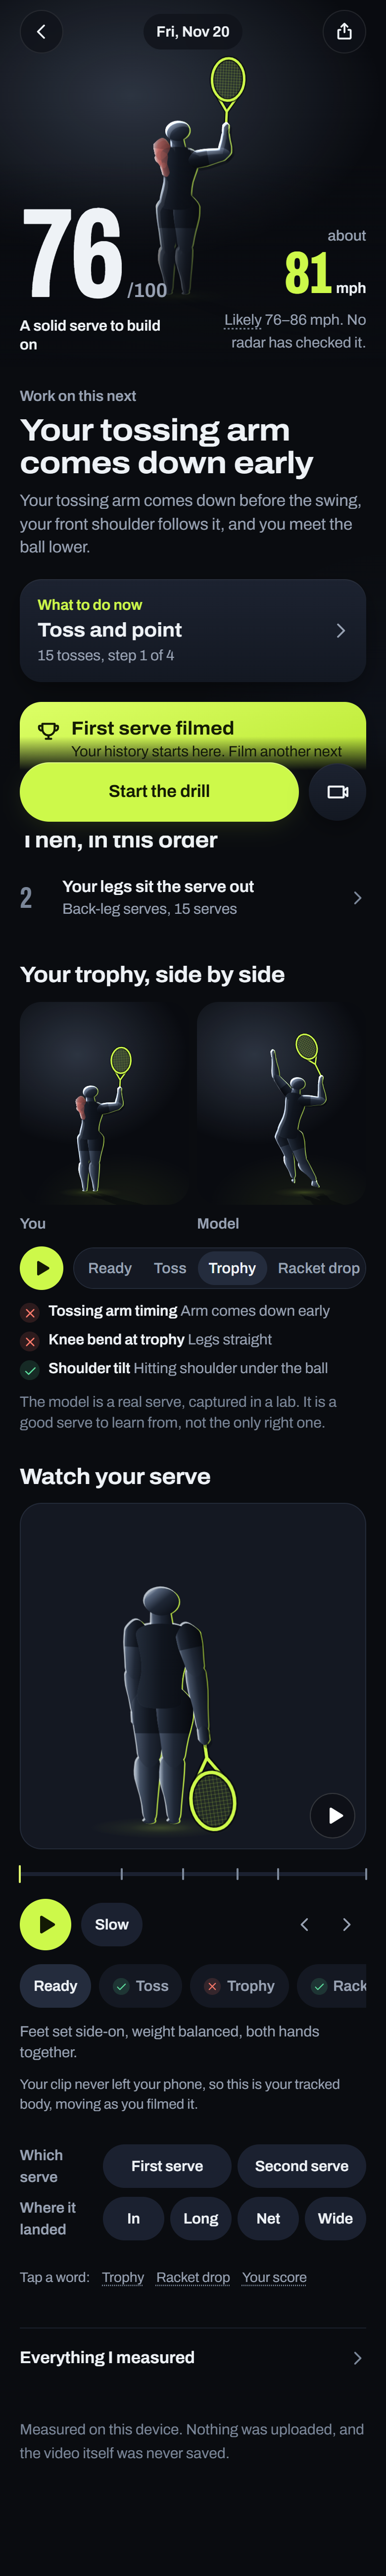 Fri, Nov 20
76 /100
A solid serve to build
on
about
81 mph
Likely 76–86 mph. No
radar has checked it.
Work on this next
Your tossing arm
comes down early
Your tossing arm comes down before the swing,
your front shoulder follows it, and you meet the
ball lower.
What to do now
Toss and point
15 tosses, step 1 of 4
First serve filmed
Your history starts here. Film another next
Start the drill
Then, in this order
2
Your legs sit the serve out
Back-leg serves, 15 serves
Your trophy, side by side
You
Model
Ready Toss Trophy Racket drop
Tossing arm timing Arm comes down early
Knee bend at trophy Legs straight
Shoulder tilt Hitting shoulder under the ball
The model is a real serve, captured in a lab. It is a
good serve to learn from, not the only right one.
Watch your serve
Slow
Ready Toss Trophy Rack
Feet set side-on, weight balanced, both hands
together.
Your clip never left your phone, so this is your tracked
body, moving as you filmed it.
Which
serve
First serve Second serve
Where it
landed
In Long Net Wide
Tap a word: Trophy Racket drop Your score
Everything I measured
Measured on this device. Nothing was uploaded, and
the video itself was never saved.